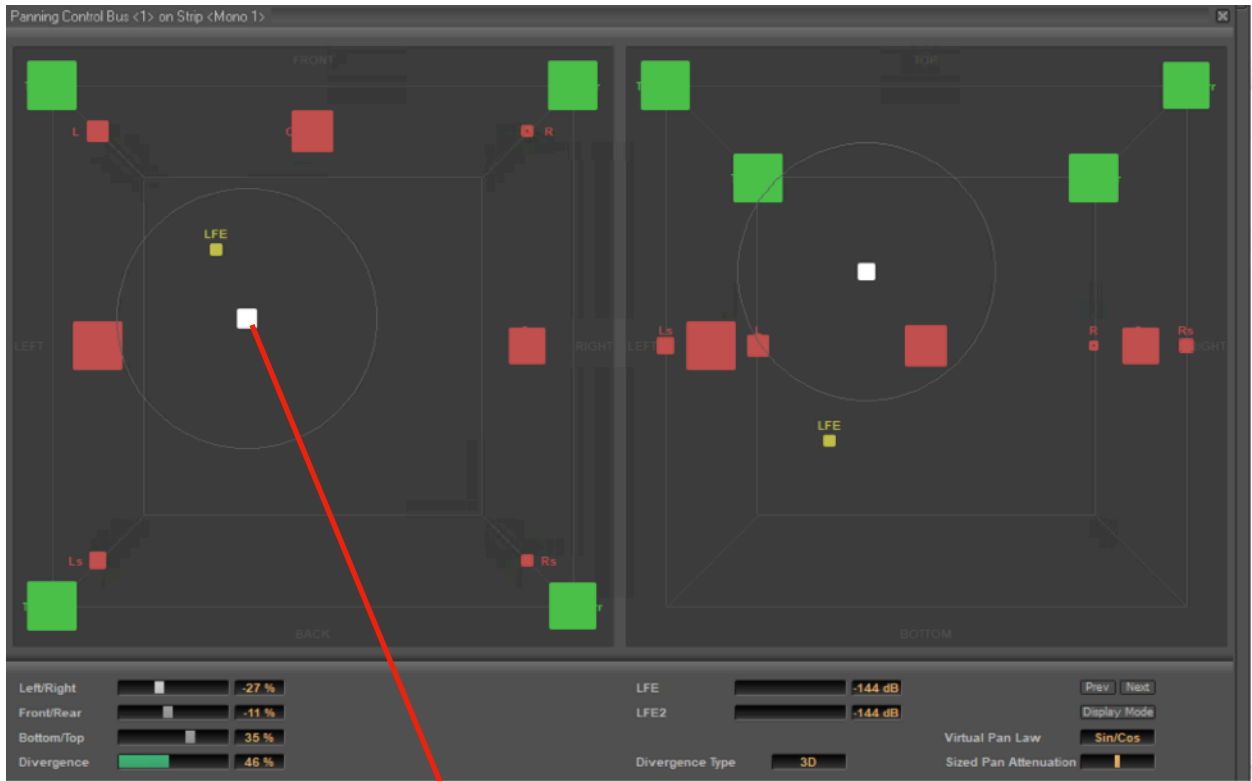 Panning Control Bus <1> on Strip <Mono 1>
FRONT
TOP
L
R
LFE
LEFT
RIGHT
Ls
Rs
BACK
LEFT
RIGHT
Ls
L
R
Rs
LFE
BOTTOM
Left/Right -27 %
Front/Rear -11 %
Bottom/Top 35 %
Divergence 46 %
LFE -144 dB
LFE2 -144 dB
Divergence Type 3D
Prev Next
Display Mode
Virtual Pan Law Sin/Cos
Sized Pan Attenuation